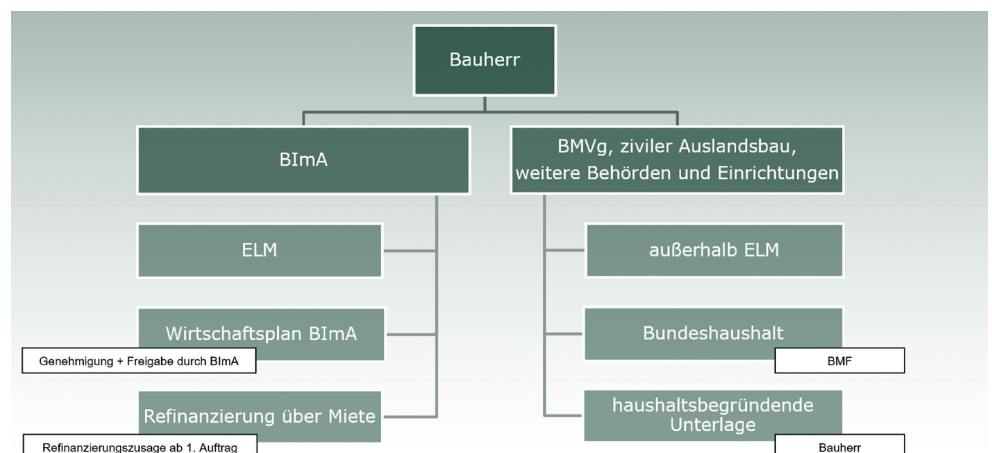 Bauherr
BImA
BMVg, ziviler Auslandsbau,
weitere Behörden und Einrichtungen
ELM
außerhalb ELM
Wirtschaftsplan BImA
Genehmigung + Freigabe durch BImA
Bundeshaushalt
BMF
Refinanzierung über Miete
Refinanzierungszusage ab 1. Auftrag
haushaltsbegründende
Unterlage
Bauherr